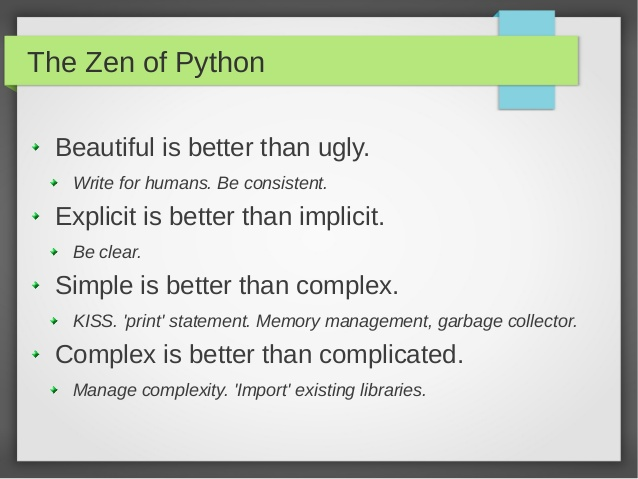 The Zen of Python
Beautiful is better than ugly.
Write for humans. Be consistent.
Explicit is better than implicit.
Be clear.
Simple is better than complex.
KISS. 'print' statement. Memory management, garbage collector.
Complex is better than complicated.
Manage complexity. 'Import' existing libraries.